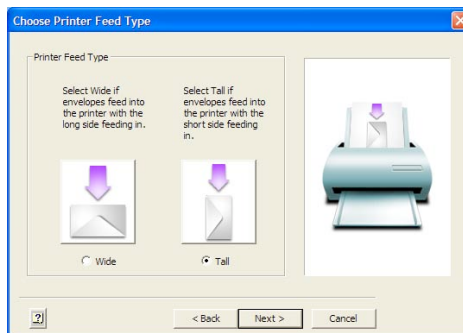 Choose Printer Feed Type
Printer Feed Type
Select Wide if
envelopes feed into
the printer with the
long side feeding in.
Select Tall if
envelopes feed into
the printer with the
short side feeding
in.
Wide
Tall
?
< Back
Next >
Cancel